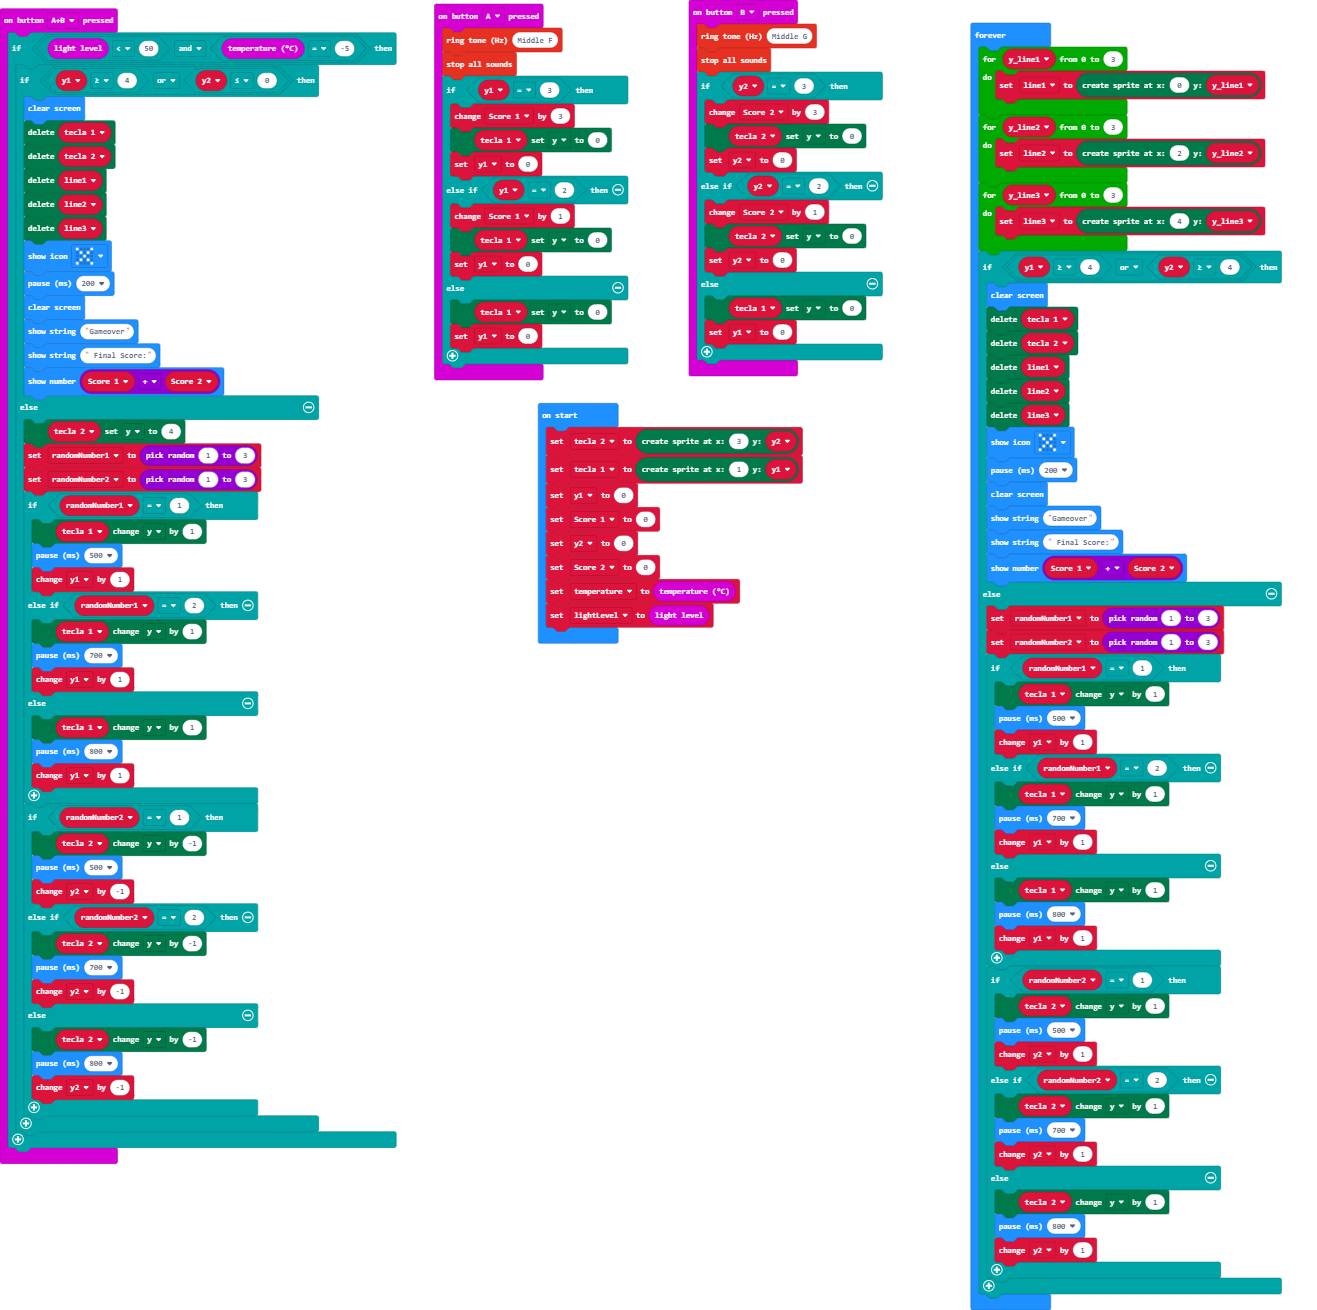 on button A+B pressed
if light level < 50 and temperature (°C) = -5 then
if y1 ≥ 4 or y2 ≤ 0 then
clear screen
delete tecla 1
delete tecla 2
delete line1
delete line2
delete line3
show icon
pause (ms) 200
clear screen
show string "Gameover"
show string " Final Score:"
show number Score 1 + Score 2
else
tecla 2 set y to 4
set randomNumber1 to pick random 1 to 3
set randomNumber2 to pick random 1 to 3
if randomNumber1 = 1 then
tecla 1 change y by 1
pause (ms) 500
change y1 by 1
else if randomNumber1 = 2 then
tecla 1 change y by 1
pause (ms) 700
change y1 by 1
else
tecla 1 change y by 1
pause (ms) 800
change y1 by 1
if randomNumber2 = 1 then
tecla 2 change y by -1
pause (ms) 500
change y2 by -1
else if randomNumber2 = 2 then
tecla 2 change y by -1
pause (ms) 700
change y2 by -1
else
tecla 2 change y by -1
pause (ms) 800
change y2 by -1
on button A pressed
ring tone (Hz) Middle F
stop all sounds
if y1 = 3 then
change Score 1 by 3
tecla 1 set y to 0
set y1 to 0
else if y1 = 2 then
change Score 1 by 1
tecla 1 set y to 0
set y1 to 0
else
tecla 1 set y to 0
set y1 to 0
on button B pressed
ring tone (Hz) Middle G
stop all sounds
if y2 = 3 then
change Score 2 by 3
tecla 2 set y to 0
set y2 to 0
else if y2 = 2 then
change Score 2 by 1
tecla 2 set y to 0
set y2 to 0
else
tecla 1 set y to 0
set y1 to 0
on start
set tecla 2 to create sprite at x: 3 y: y2
set tecla 1 to create sprite at x: 1 y: y1
set y1 to 0
set Score 1 to 0
set y2 to 0
set Score 2 to 0
set temperature to temperature (°C)
set lightLevel to light level
forever
for y_line1 from 0 to 3
do set line1 to create sprite at x: 0 y: y_line1
for y_line2 from 0 to 3
do set line2 to create sprite at x: 2 y: y_line2
for y_line3 from 0 to 3
do set line3 to create sprite at x: 4 y: y_line3
if y1 ≥ 4 or y2 ≥ 4 then
clear screen
delete tecla 1
delete tecla 2
delete line1
delete line2
delete line3
show icon
pause (ms) 200
clear screen
show string "Gameover"
show string " Final Score:"
show number Score 1 + Score 2
else
set randomNumber1 to pick random 1 to 3
set randomNumber2 to pick random 1 to 3
if randomNumber1 = 1 then
tecla 1 change y by 1
pause (ms) 500
change y1 by 1
else if randomNumber1 = 2 then
tecla 1 change y by 1
pause (ms) 700
change y1 by 1
else
tecla 1 change y by 1
pause (ms) 800
change y1 by 1
if randomNumber2 = 1 then
tecla 2 change y by 1
pause (ms) 500
change y2 by 1
else if randomNumber2 = 2 then
tecla 2 change y by 1
pause (ms) 700
change y2 by 1
else
tecla 2 change y by 1
pause (ms) 800
change y2 by 1